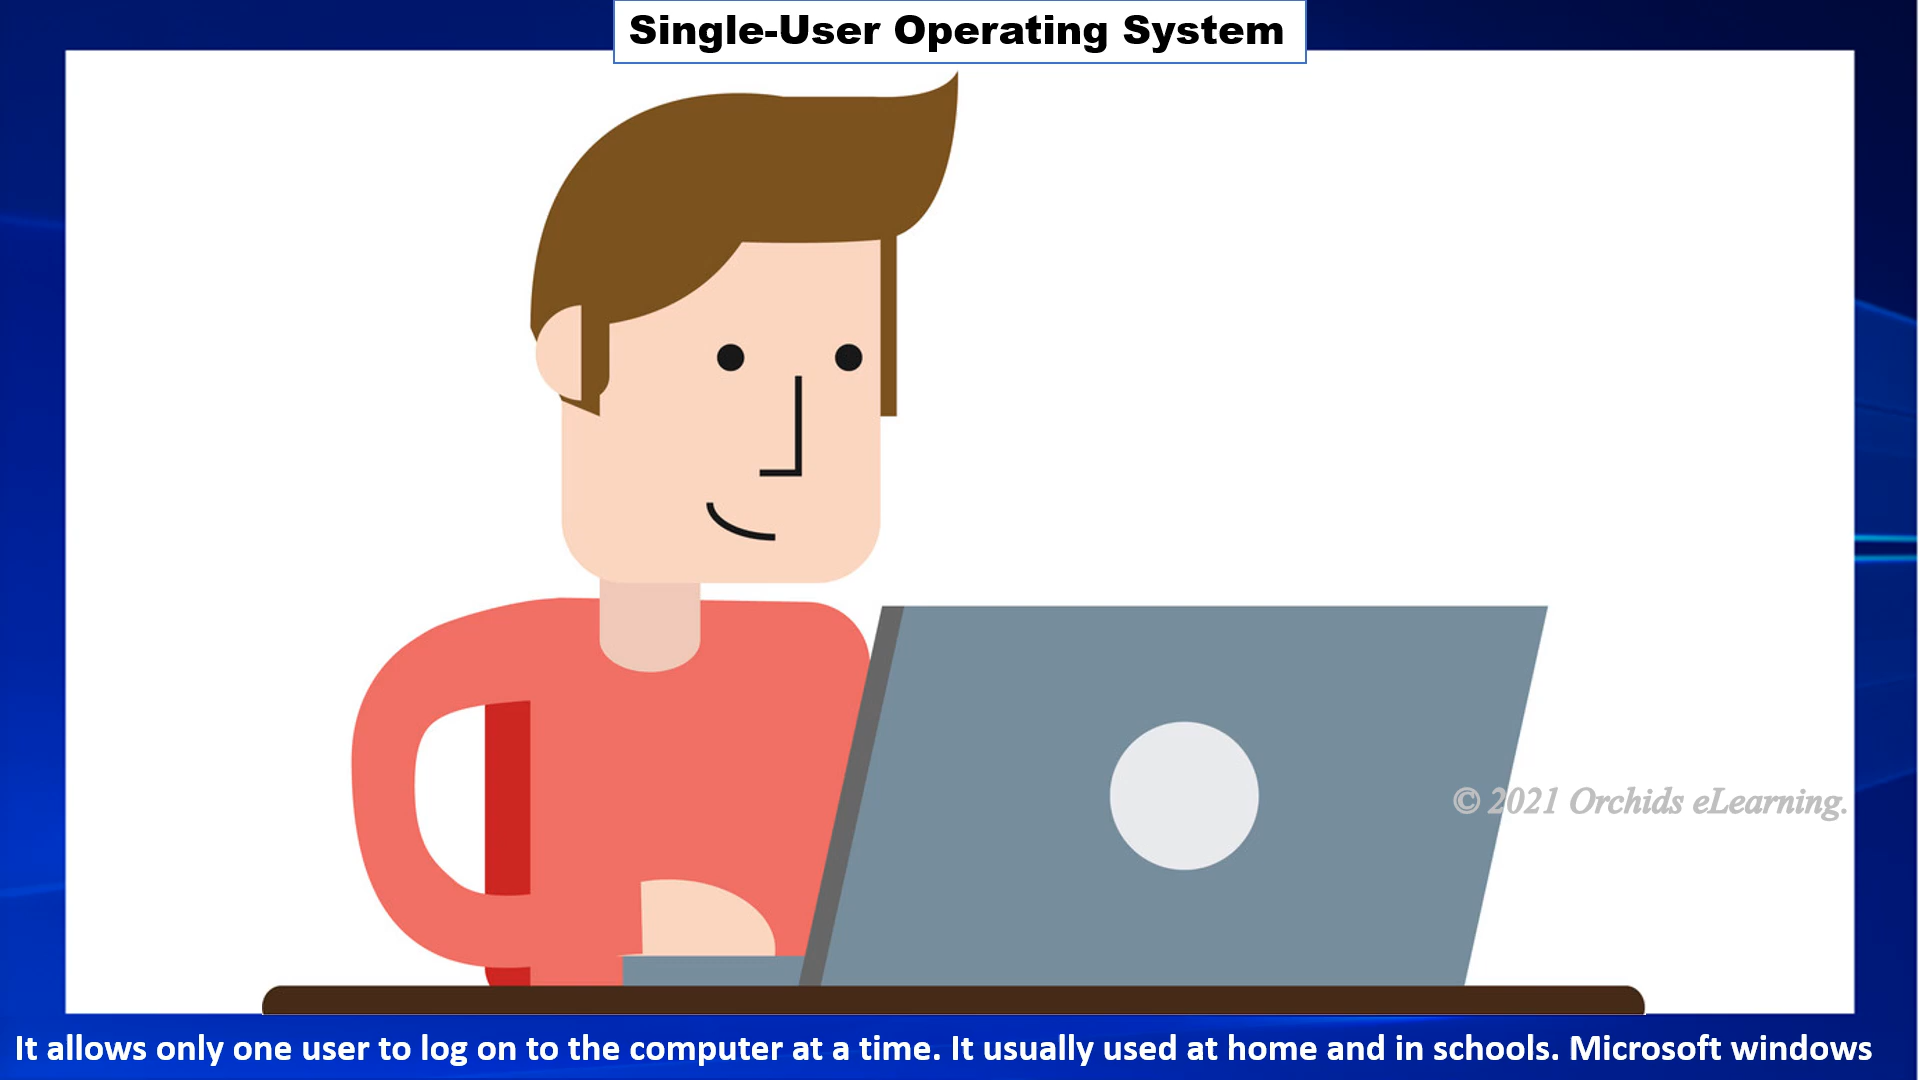 Single-User Operating System
© 2021 Orchids eLearning.
It allows only one user to log on to the computer at a time. It usually used at home and in schools. Microsoft windows